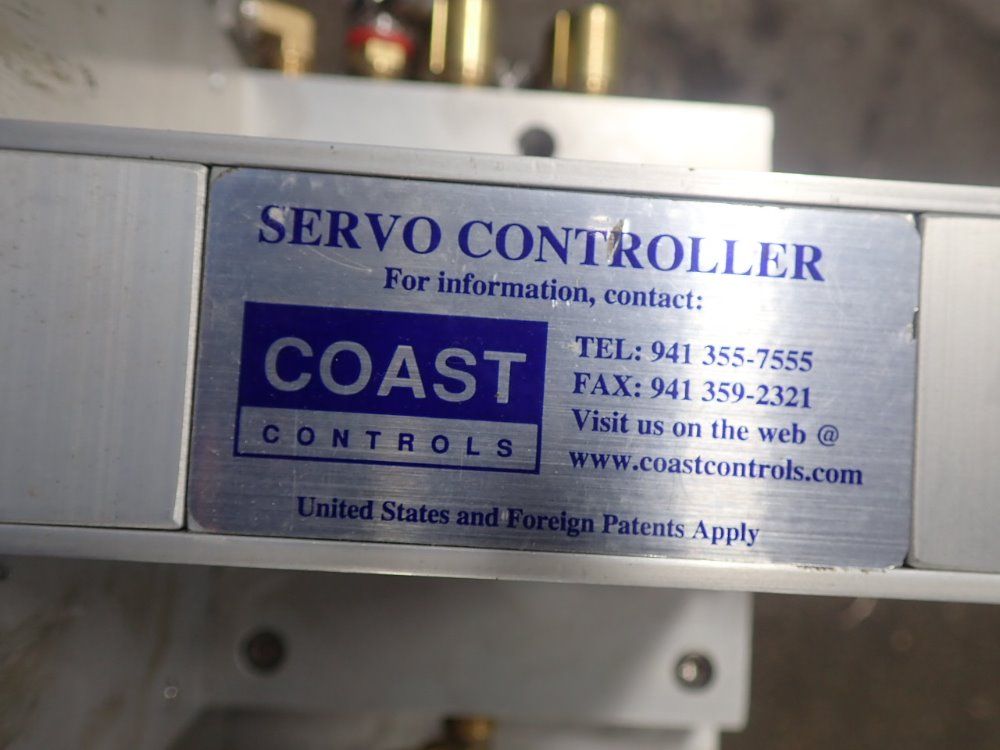 SERVO CONTROLLER
For information, contact:
COAST
CONTROLS
TEL: 941 355-7555
FAX: 941 359-2321
Visit us on the web @
www.coastcontrols.com
United States and Foreign Patents Apply